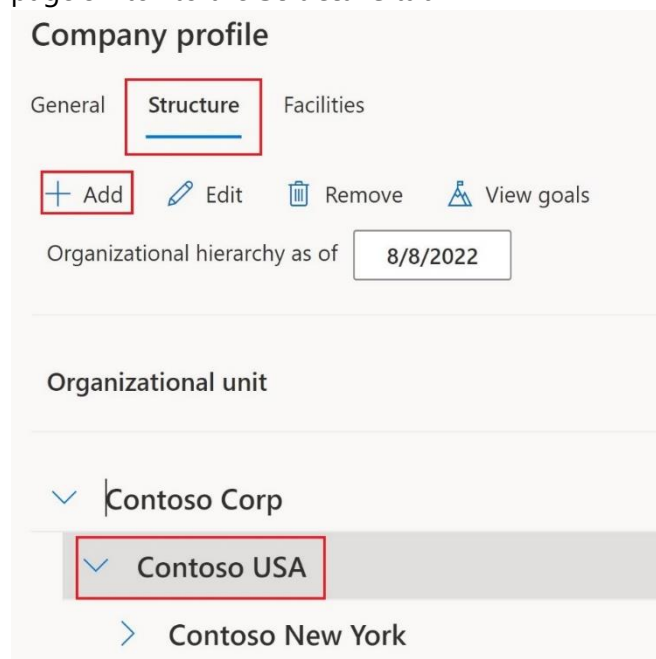 Company profile
General Structure Facilities
Add Edit Remove View goals
Organizational hierarchy as of 8/8/2022
Organizational unit
Contoso Corp
Contoso USA
Contoso New York